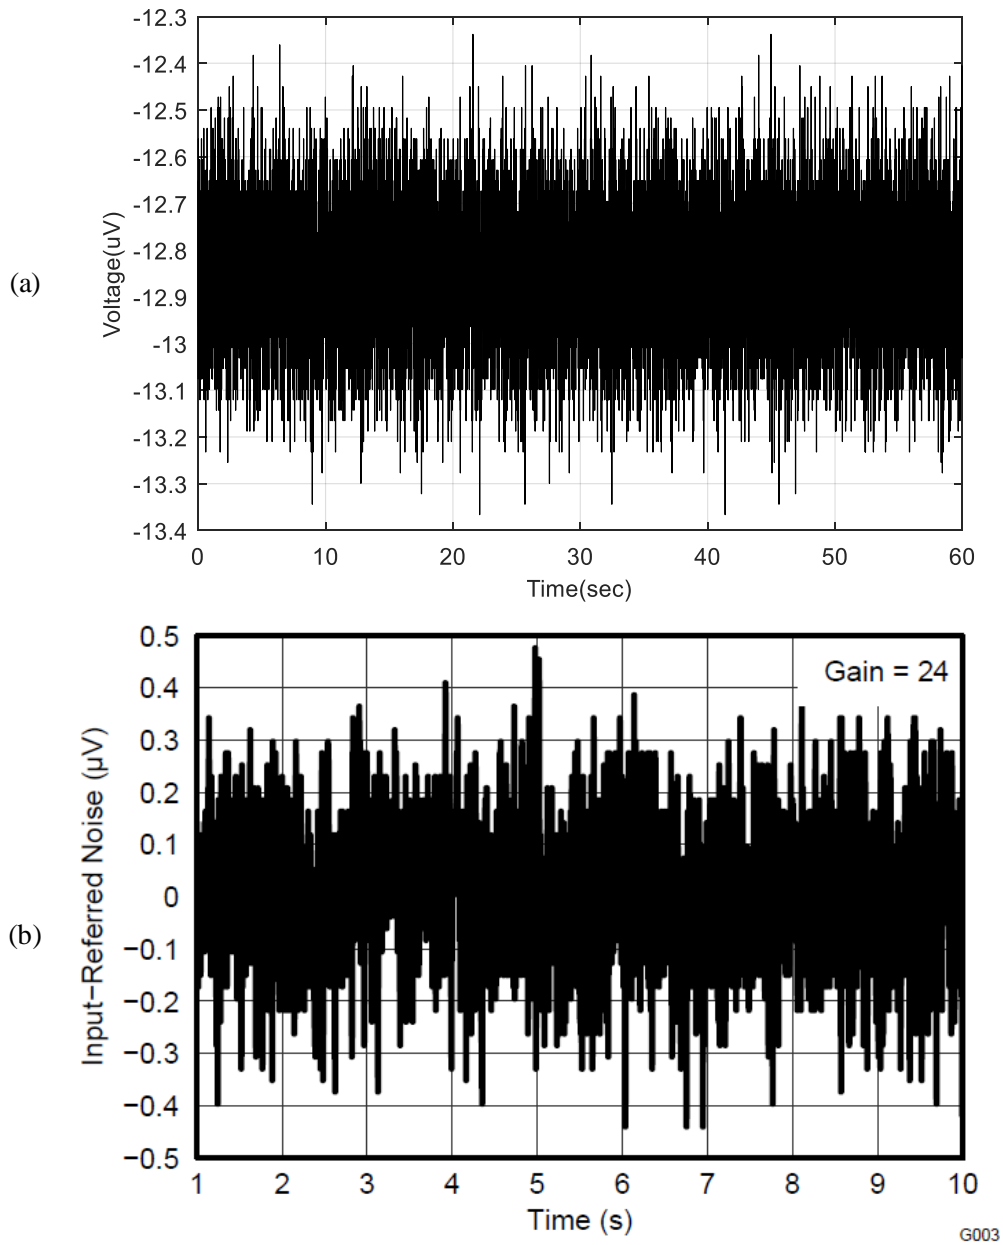 (a)
Voltage(uV)
-12.3
-12.4
-12.5
-12.6
-12.7
-12.8
-12.9
-13
-13.1
-13.2
-13.3
-13.4
0 10 20 30 40 50 60
Time(sec)
(b)
Input−Referred Noise (μV)
0.5
0.4
0.3
0.2
0.1
0
−0.1
−0.2
−0.3
−0.4
−0.5
Gain = 24
1 2 3 4 5 6 7 8 9 10
Time (s)
G003